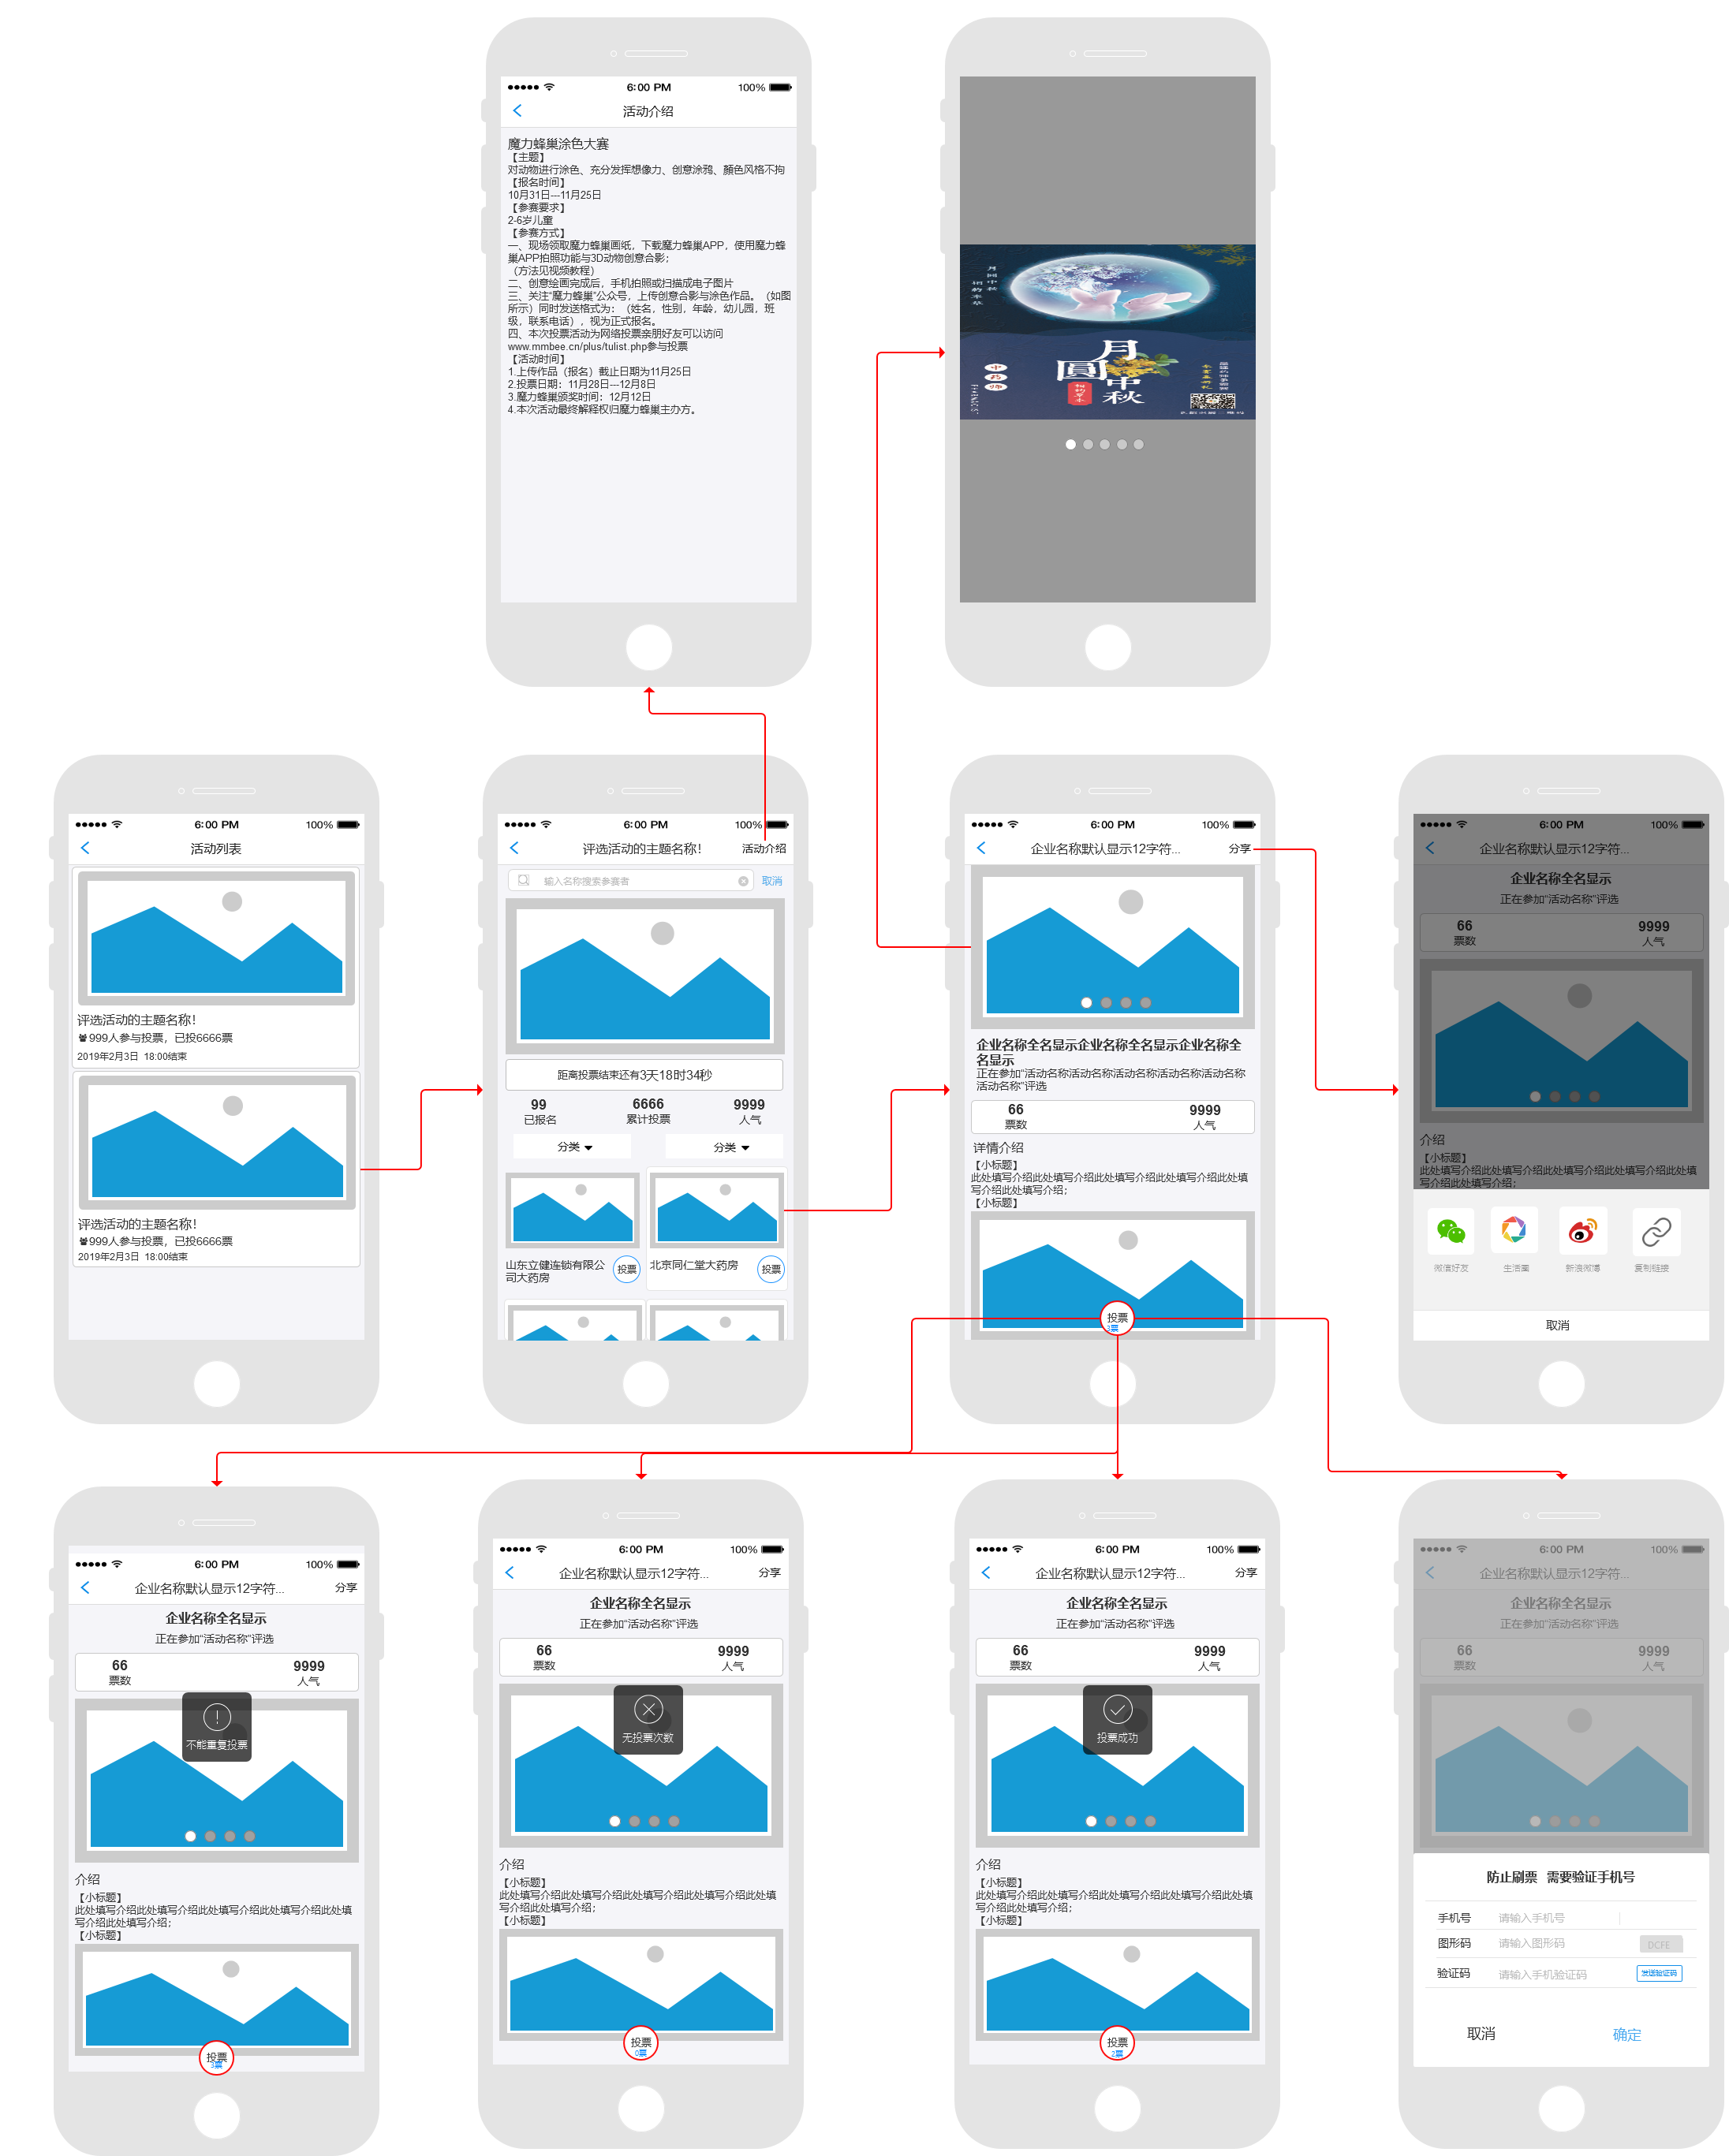 6:00 PM
100%
活动介绍
魔力蜂巢涂色大赛
【主题】
对动物进行涂色、充分发挥想像力、创意涂鸦、颜色风格不拘
【报名时间】
10月31日---11月25日
【参赛要求】
2-6岁儿童
【参赛方式】
一、现场领取魔力蜂巢画纸，下载魔力蜂巢APP，使用魔力蜂
巢APP拍照功能与3D动物创意合影；
（方法见视频教程）
二、创意绘画完成后，手机拍照或扫描成电子图片
三、关注“魔力蜂巢”公众号，上传创意合影与涂色作品。（如图
所示）同时发送格式为：（姓名，性别，年龄，幼儿园，班
级，联系电话），视为正式报名。
四、本次投票活动为网络投票亲朋好友可以访问
www.mmbee.cn/plus/tulist.php参与投票
【活动时间】
1.上传作品（报名）截止日期为11月25日
2.投票日期：11月28日---12月8日
3.魔力蜂巢颁奖时间：12月12日
4.本次活动最终解释权归魔力蜂巢主办方。
月
圓
中
秋
6:00 PM
100%
活动列表
评选活动的主题名称！
999人参与投票，已投6666票
2019年2月3日 18:00结束
评选活动的主题名称！
999人参与投票，已投6666票
2019年2月3日 18:00结束
6:00 PM
100%
评选活动的主题名称！
活动介绍
输入名称搜索参赛者
取消
距离投票结束还有3天18时34秒
99 6666 9999
已报名 累计投票 人气
分类 分类
山东立健连锁有限公
司大药房
投票
北京同仁堂大药房
投票
6:00 PM
100%
企业名称默认显示12字符...
分享
企业名称全名显示企业名称全名显示企业名称全
名显示
正在参加“活动名称活动名称活动名称活动名称活动名称
活动名称”评选
66 9999
票数 人气
详情介绍
【小标题】
此处填写介绍此处填写介绍此处填写介绍此处填写介绍此处填
写介绍此处填写介绍；
【小标题】
投票
3票
6:00 PM
100%
企业名称默认显示12字符...
企业名称全名显示
正在参加“活动名称”评选
66 9999
票数 人气
介绍
【小标题】
此处填写介绍此处填写介绍此处填写介绍此处填写介绍此处填
写介绍此处填写介绍；
微信好友 生活圈 新浪微博 复制链接
取消
6:00 PM
100%
企业名称默认显示12字符...
分享
企业名称全名显示
正在参加“活动名称”评选
66 9999
票数 人气
不能重复投票
介绍
【小标题】
此处填写介绍此处填写介绍此处填写介绍此处填写介绍此处填
写介绍此处填写介绍；
【小标题】
投票
3票
6:00 PM
100%
企业名称默认显示12字符...
分享
企业名称全名显示
正在参加“活动名称”评选
66 9999
票数 人气
无投票次数
介绍
【小标题】
此处填写介绍此处填写介绍此处填写介绍此处填写介绍此处填
写介绍此处填写介绍；
【小标题】
投票
0票
6:00 PM
100%
企业名称默认显示12字符...
分享
企业名称全名显示
正在参加“活动名称”评选
66 9999
票数 人气
投票成功
介绍
【小标题】
此处填写介绍此处填写介绍此处填写介绍此处填写介绍此处填
写介绍此处填写介绍；
【小标题】
投票
2票
6:00 PM
100%
企业名称默认显示12字符...
企业名称全名显示
正在参加“活动名称”评选
66 9999
票数 人气
防止刷票 需要验证手机号
手机号 请输入手机号
图形码 请输入图形码 DCFE
验证码 请输入手机验证码 发送验证码
取消 确定